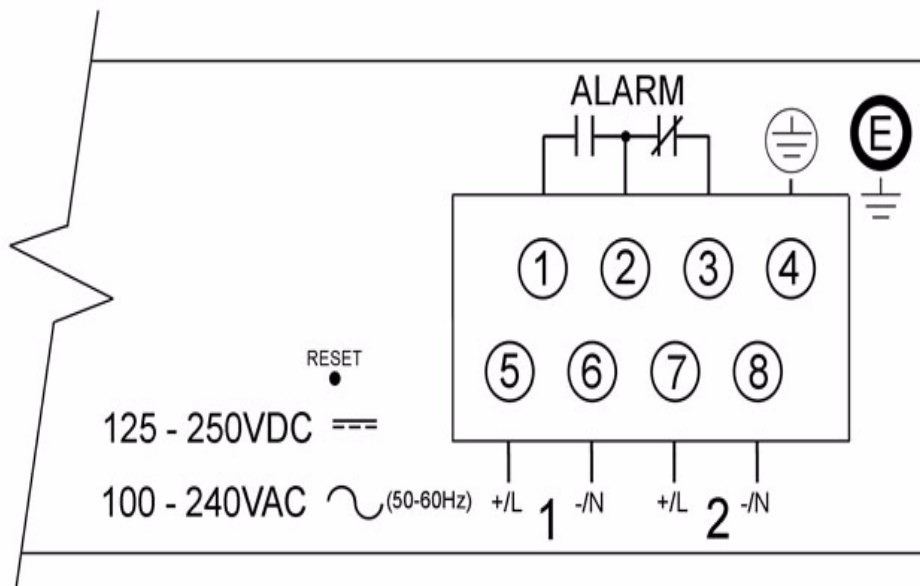 ALARM
E
1 2 3 4
5 6 7 8
RESET
125 - 250VDC
100 - 240VAC (50-60Hz) +/L 1 -/N +/L 2 -/N